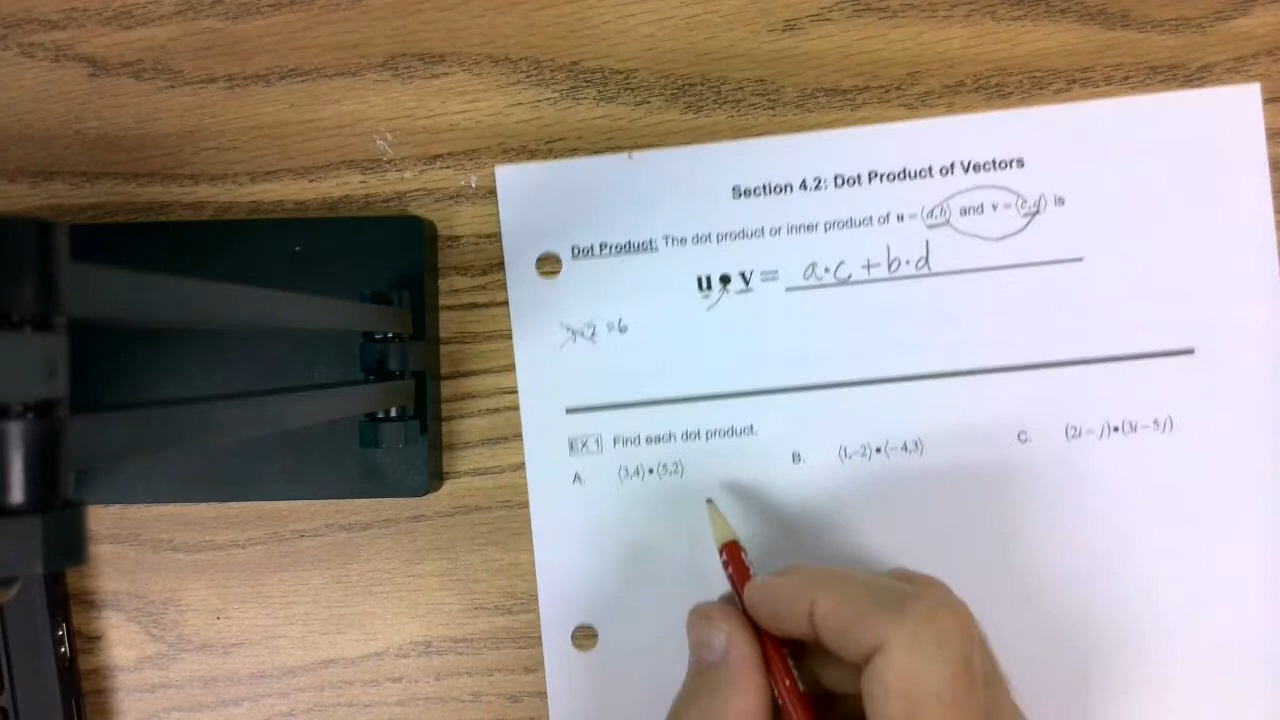 Section 4.2: Dot Product of Vectors
Dot Product: The dot product or inner product of u = ⟨a,b⟩ and v = ⟨c,d⟩ is
u • v = a·c + b·d
= 6
EX 1 Find each dot product.
A. ⟨3,4⟩•⟨5,2⟩ B. ⟨1,-2⟩•⟨-4,3⟩ C. (2i - j)•(3i - 5j)